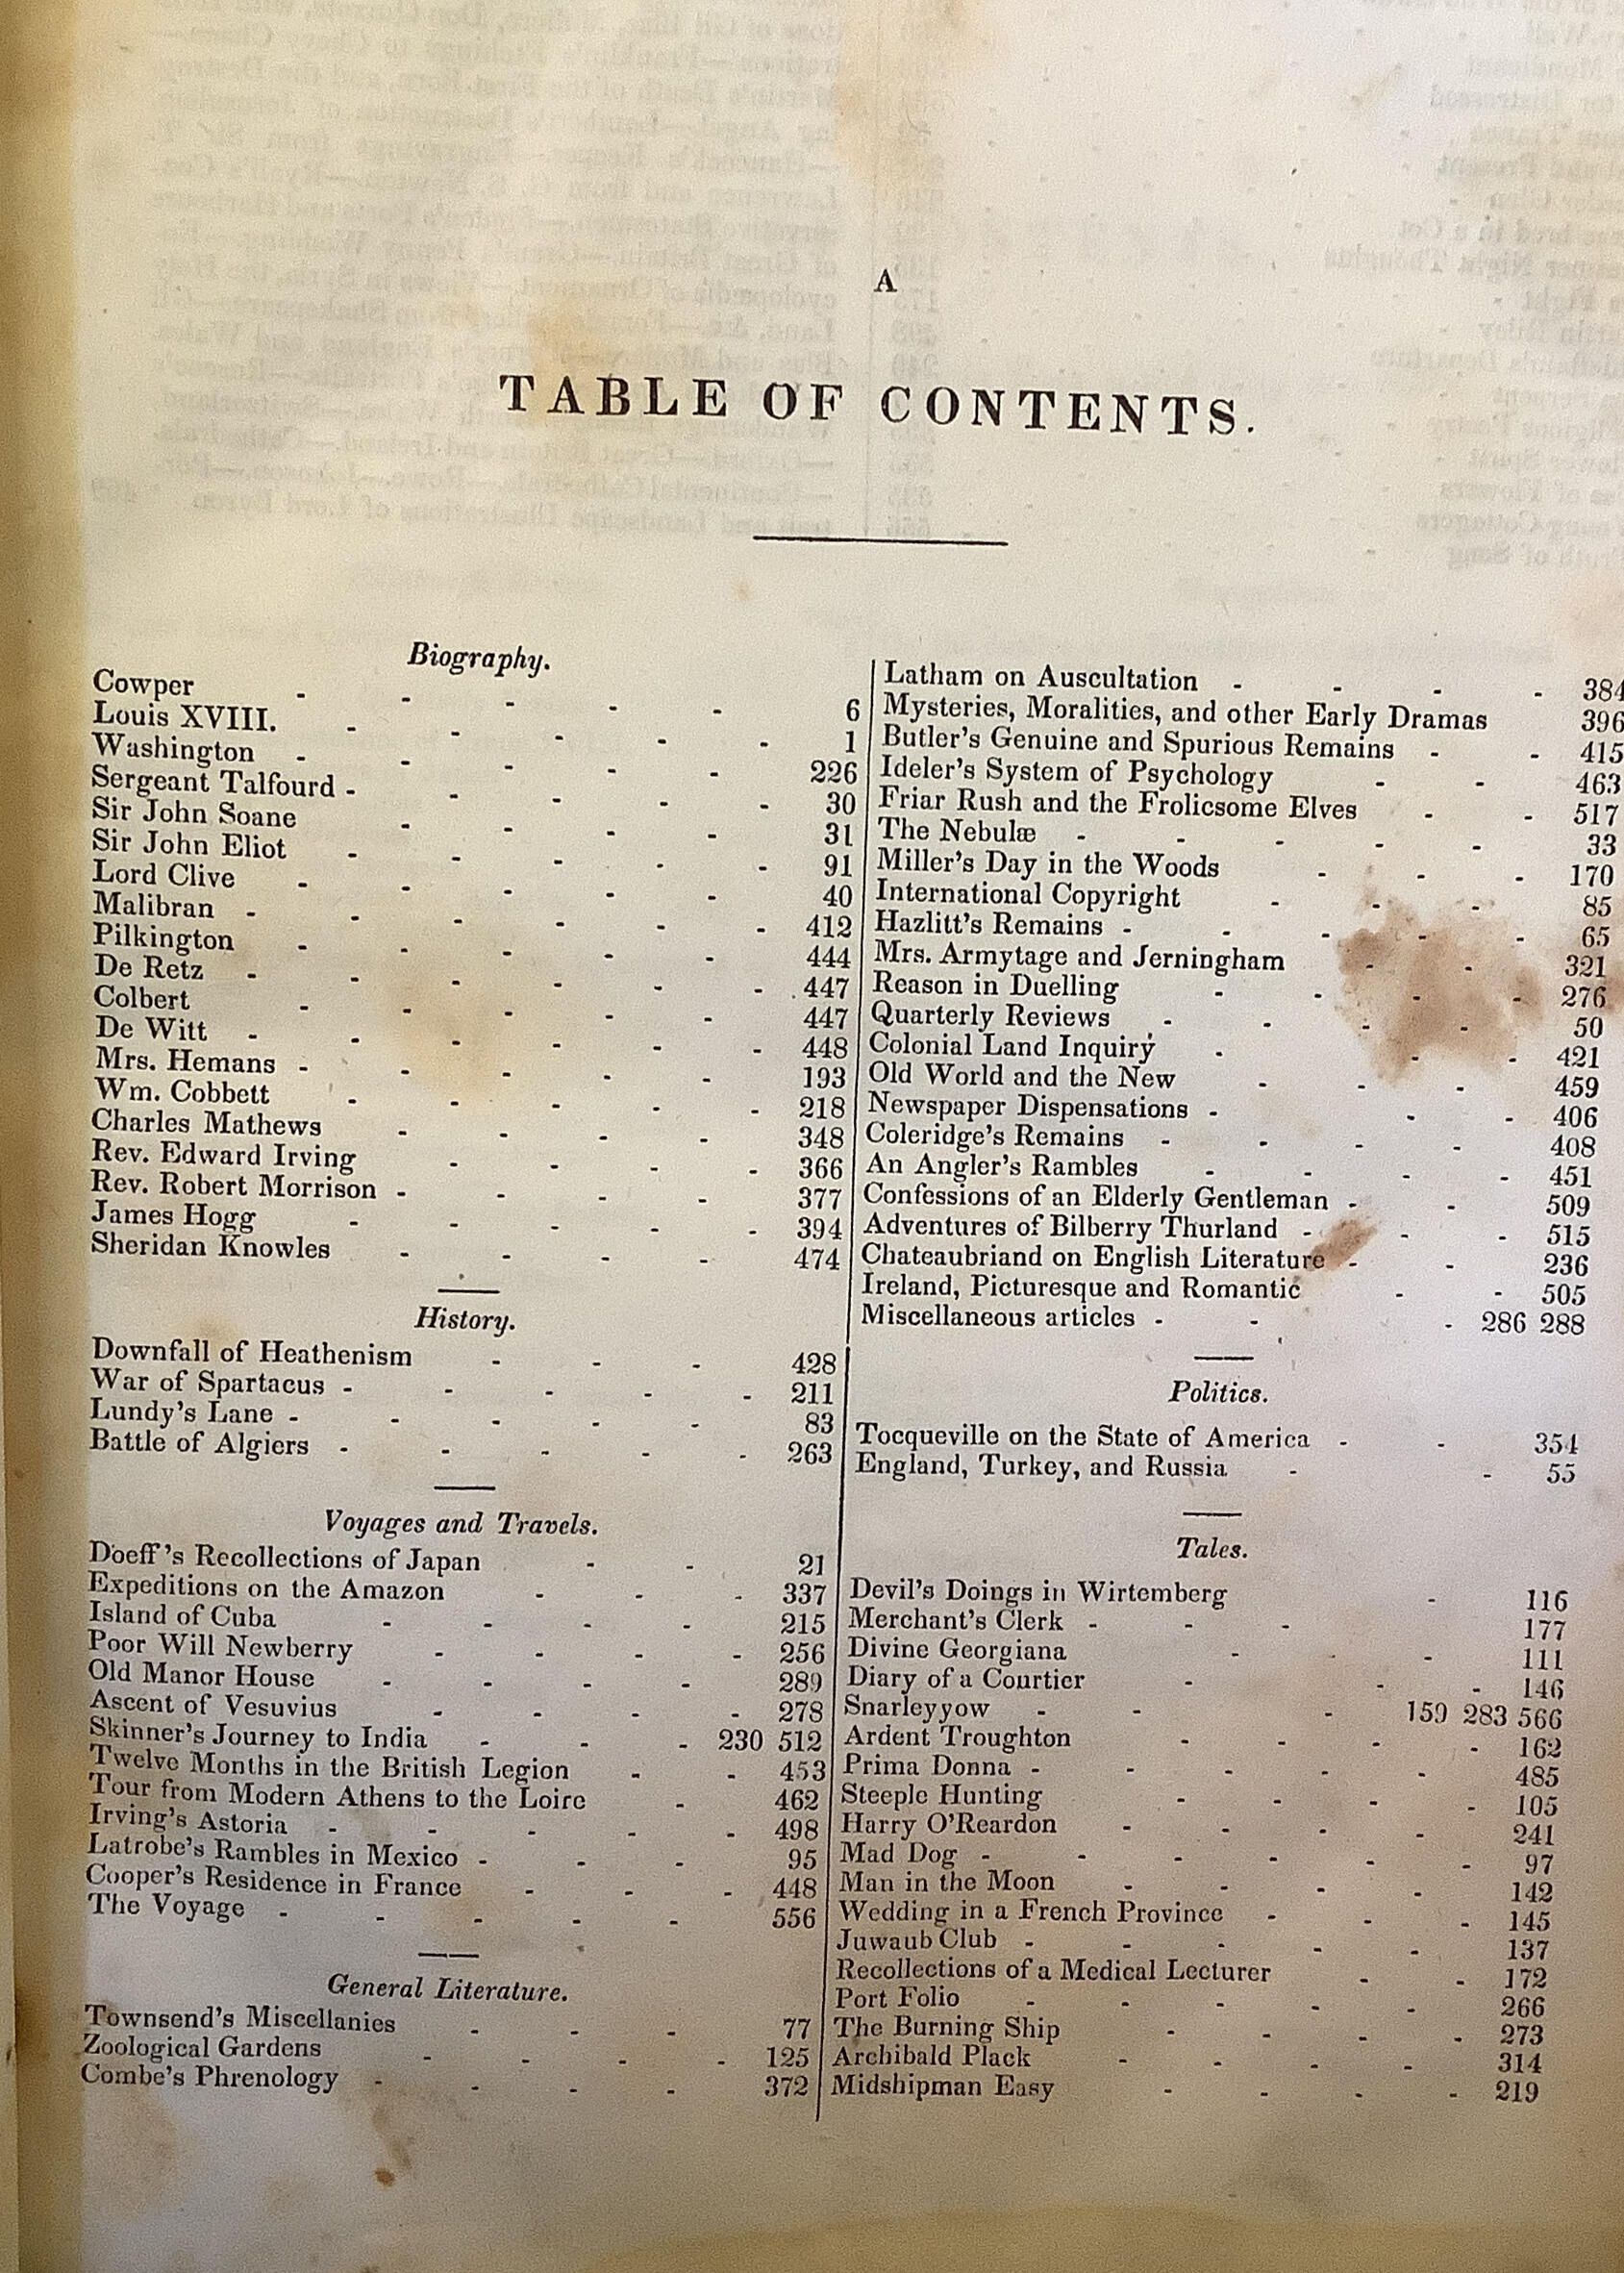 A
TABLE OF CONTENTS.
Biography.
Cowper - - - - - 6
Louis XVIII. - - - - - 1
Washington - - - - - 226
Sergeant Talfourd - - - - - 30
Sir John Soane - - - - 31
Sir John Eliot - - - - - 91
Lord Clive - - - - - 40
Malibran - - - - - - 412
Pilkington - - - - - 444
De Retz - - - - - - 447
Colbert - - - - - 447
De Witt - - - - - - 448
Mrs. Hemans - - - - - 193
Wm. Cobbett - - - - - 218
Charles Mathews - - - - 348
Rev. Edward Irving - - - - 366
Rev. Robert Morrison - - - - 377
James Hogg - - - - - 394
Sheridan Knowles - - - - 474
History.
Downfall of Heathenism - - - 428
War of Spartacus - - - - - 211
Lundy's Lane - - - - - 83
Battle of Algiers - - - - - 263
Voyages and Travels.
Doeff's Recollections of Japan - - 21
Expeditions on the Amazon - - - 337
Island of Cuba - - - - 215
Poor Will Newberry - - - - 256
Old Manor House - - - - 289
Ascent of Vesuvius - - - - 278
Skinner's Journey to India - - - 230 512
Twelve Months in the British Legion - - 453
Tour from Modern Athens to the Loire - 462
Irving's Astoria - - - - - 498
Latrobe's Rambles in Mexico - - - 95
Cooper's Residence in France - - - 448
The Voyage - - - - - 556
General Literature.
Townsend's Miscellanies - - - 77
Zoological Gardens - - - - 125
Combe's Phrenology - - - - 372
Latham on Auscultation - - - - 384
Mysteries, Moralities, and other Early Dramas 396
Butler's Genuine and Spurious Remains - - 415
Ideler's System of Psychology - - 463
Friar Rush and the Frolicsome Elves - - 517
The Nebulæ - - - - - 33
Miller's Day in the Woods - - - 170
International Copyright - - - 85
Hazlitt's Remains - - - - - 65
Mrs. Armytage and Jerningham - - 321
Reason in Duelling - - - - 276
Quarterly Reviews - - - - 50
Colonial Land Inquiry - - - 421
Old World and the New - - - 459
Newspaper Dispensations - - - 406
Coleridge's Remains - - - - 408
An Angler's Rambles - - - - 451
Confessions of an Elderly Gentleman - - 509
Adventures of Bilberry Thurland - - - 515
Chateaubriand on English Literature - - 236
Ireland, Picturesque and Romantic - - 505
Miscellaneous articles - - - 286 288
Politics.
Tocqueville on the State of America - - 354
England, Turkey, and Russia - - 55
Tales.
Devil's Doings in Wirtemberg - 116
Merchant's Clerk - - - 177
Divine Georgiana - - - 111
Diary of a Courtier - - - 146
Snarleyyow - - - 159 283 566
Ardent Troughton - - - - 162
Prima Donna - - - - - 485
Steeple Hunting - - - - 105
Harry O'Reardon - - - - 241
Mad Dog - - - - - - 97
Man in the Moon - - - - 142
Wedding in a French Province - - - 145
Juwaub Club - - - - - 137
Recollections of a Medical Lecturer - - 172
Port Folio - - - - - 266
The Burning Ship - - - - 273
Archibald Plack - - - - 314
Midshipman Easy - - - - 219